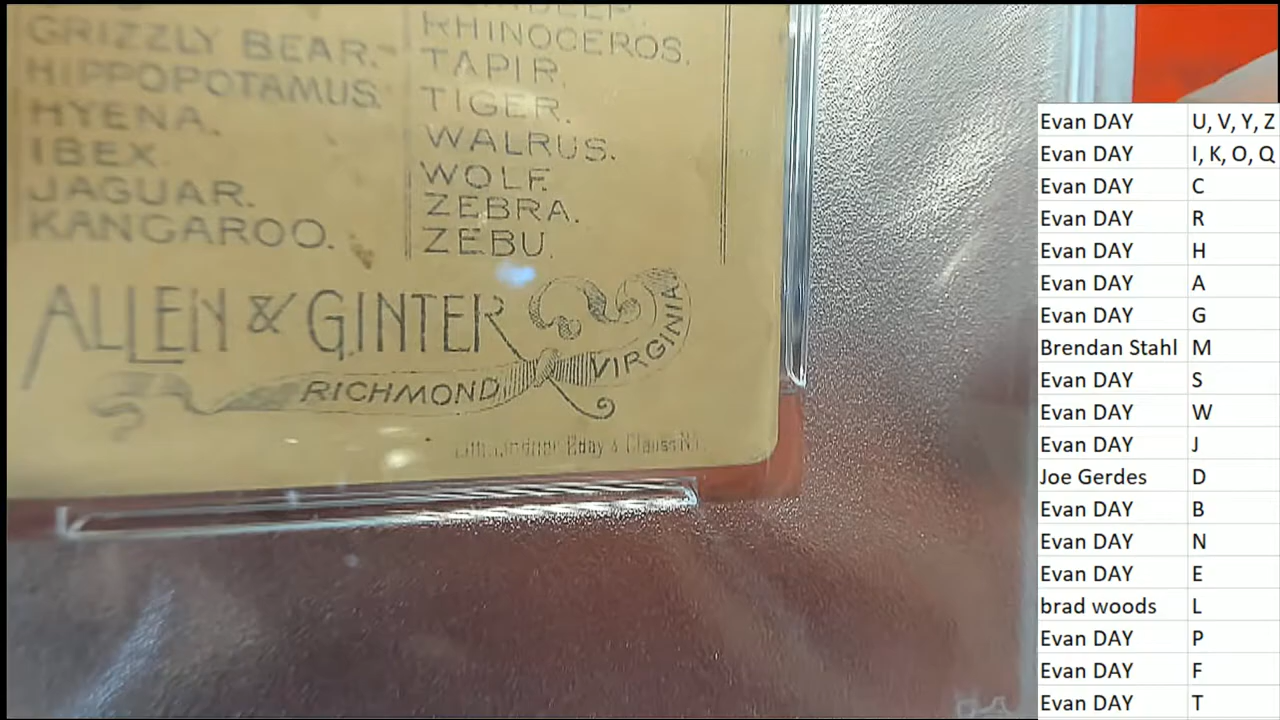 GRIZZLY BEAR.
HIPPOPOTAMUS.
HYENA.
IBEX.
JAGUAR.
KANGAROO.
RHINOCEROS.
TAPIR.
TIGER.
WALRUS.
WOLF.
ZEBRA.
ZEBU.
ALLEN & GINTER
RICHMOND, VIRGINIA.
Evan DAY U, V, Y, Z
Evan DAY I, K, O, Q
Evan DAY C
Evan DAY R
Evan DAY H
Evan DAY A
Evan DAY G
Brendan Stahl M
Evan DAY S
Evan DAY W
Evan DAY J
Joe Gerdes D
Evan DAY B
Evan DAY N
Evan DAY E
brad woods L
Evan DAY P
Evan DAY F
Evan DAY T